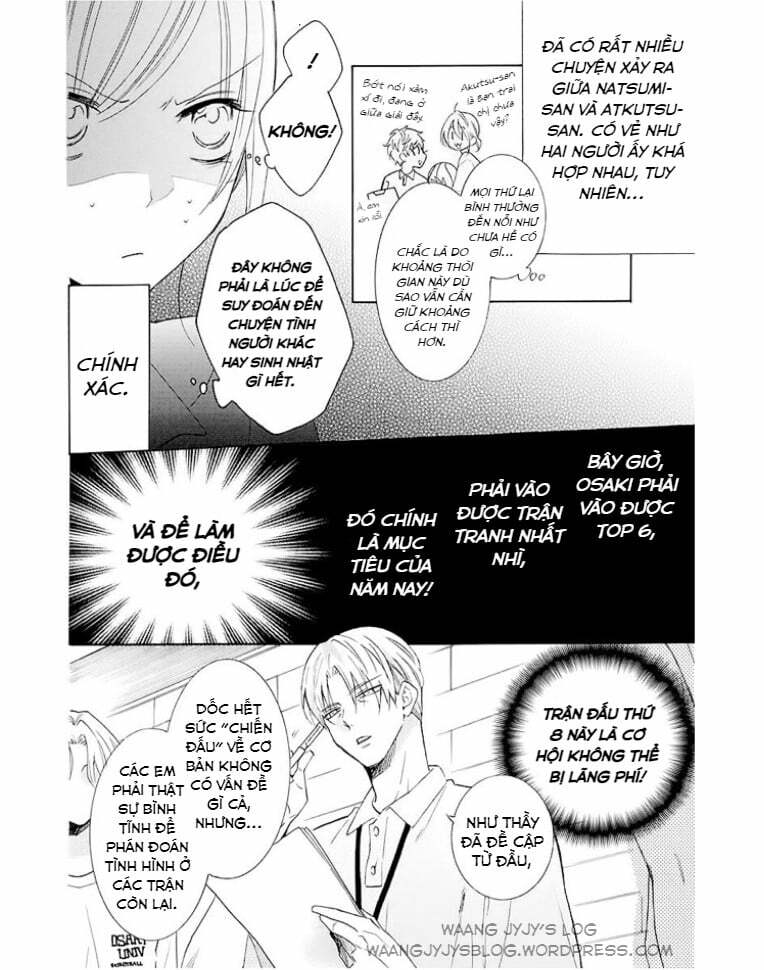 ĐÃ CÓ RẤT NHIỀU
CHUYỆN XẢY RA
GIỮA NATSUMI-
SAN VÀ ATKUTSU-
SAN. CÓ VẺ NHƯ
HAI NGƯỜI ẤY KHÁ
HỢP NHAU, TUY
NHIÊN...
Akutsu-san
là bạn trai
chị chưa
vậy?
Bớt nói xàm
xí đi, đang ở
Giữa giải đấy.
À, em
xin lỗi.
MỌI THỨ LẠI
BÌNH THƯỜNG
ĐẾN NỖI NHƯ
CHƯA HỀ CÓ
GÌ...
CHẮC LÀ DO
KHOẢNG THỜI
GIAN NÀY DÙ
SAO VẪN CẦN
GIỮ KHOẢNG
CÁCH THÌ
HƠN.
!
KHÔNG!
ĐÂY KHÔNG
PHẢI LÀ LÚC ĐỂ
SUY ĐOÁN ĐẾN
CHUYỆN TÌNH
NGƯỜI KHÁC
HAY SINH NHẬT
GÌ HẾT.
CHÍNH
XÁC.
BÂY GIỜ,
OSAKI PHẢI
VÀO ĐƯỢC
TOP 6,
PHẢI VÀO
ĐƯỢC TRẬN
TRANH NHẤT
NHÌ,
ĐÓ CHÍNH
LÀ MỤC
TIÊU CỦA
NĂM NAY!
VÀ ĐỂ LÀM
ĐƯỢC ĐIỀU
ĐÓ,
TRẬN ĐẤU THỨ
8 NÀY LÀ CƠ
HỘI KHÔNG THỂ
BỊ LÃNG PHÍ!
NHƯ THẦY
ĐÃ ĐỀ CẬP
TỪ ĐẦU,
DỐC HẾT
SỨC "CHIẾN
ĐẤU" VỀ CƠ
BẢN KHÔNG
CÓ VẤN ĐỀ
GÌ CẢ,
NHƯNG...
CÁC EM
PHẢI THẬT
SỰ BÌNH
TĨNH ĐỂ
PHÁN ĐOÁN
TÌNH HÌNH Ở
CÁC TRẬN
CÒN LẠI.
OSAKI
UNIV
BASKETBALL
WAANG JYJY'S LOG
WAANGJYJYSBLOG.WORDPRESS.COM